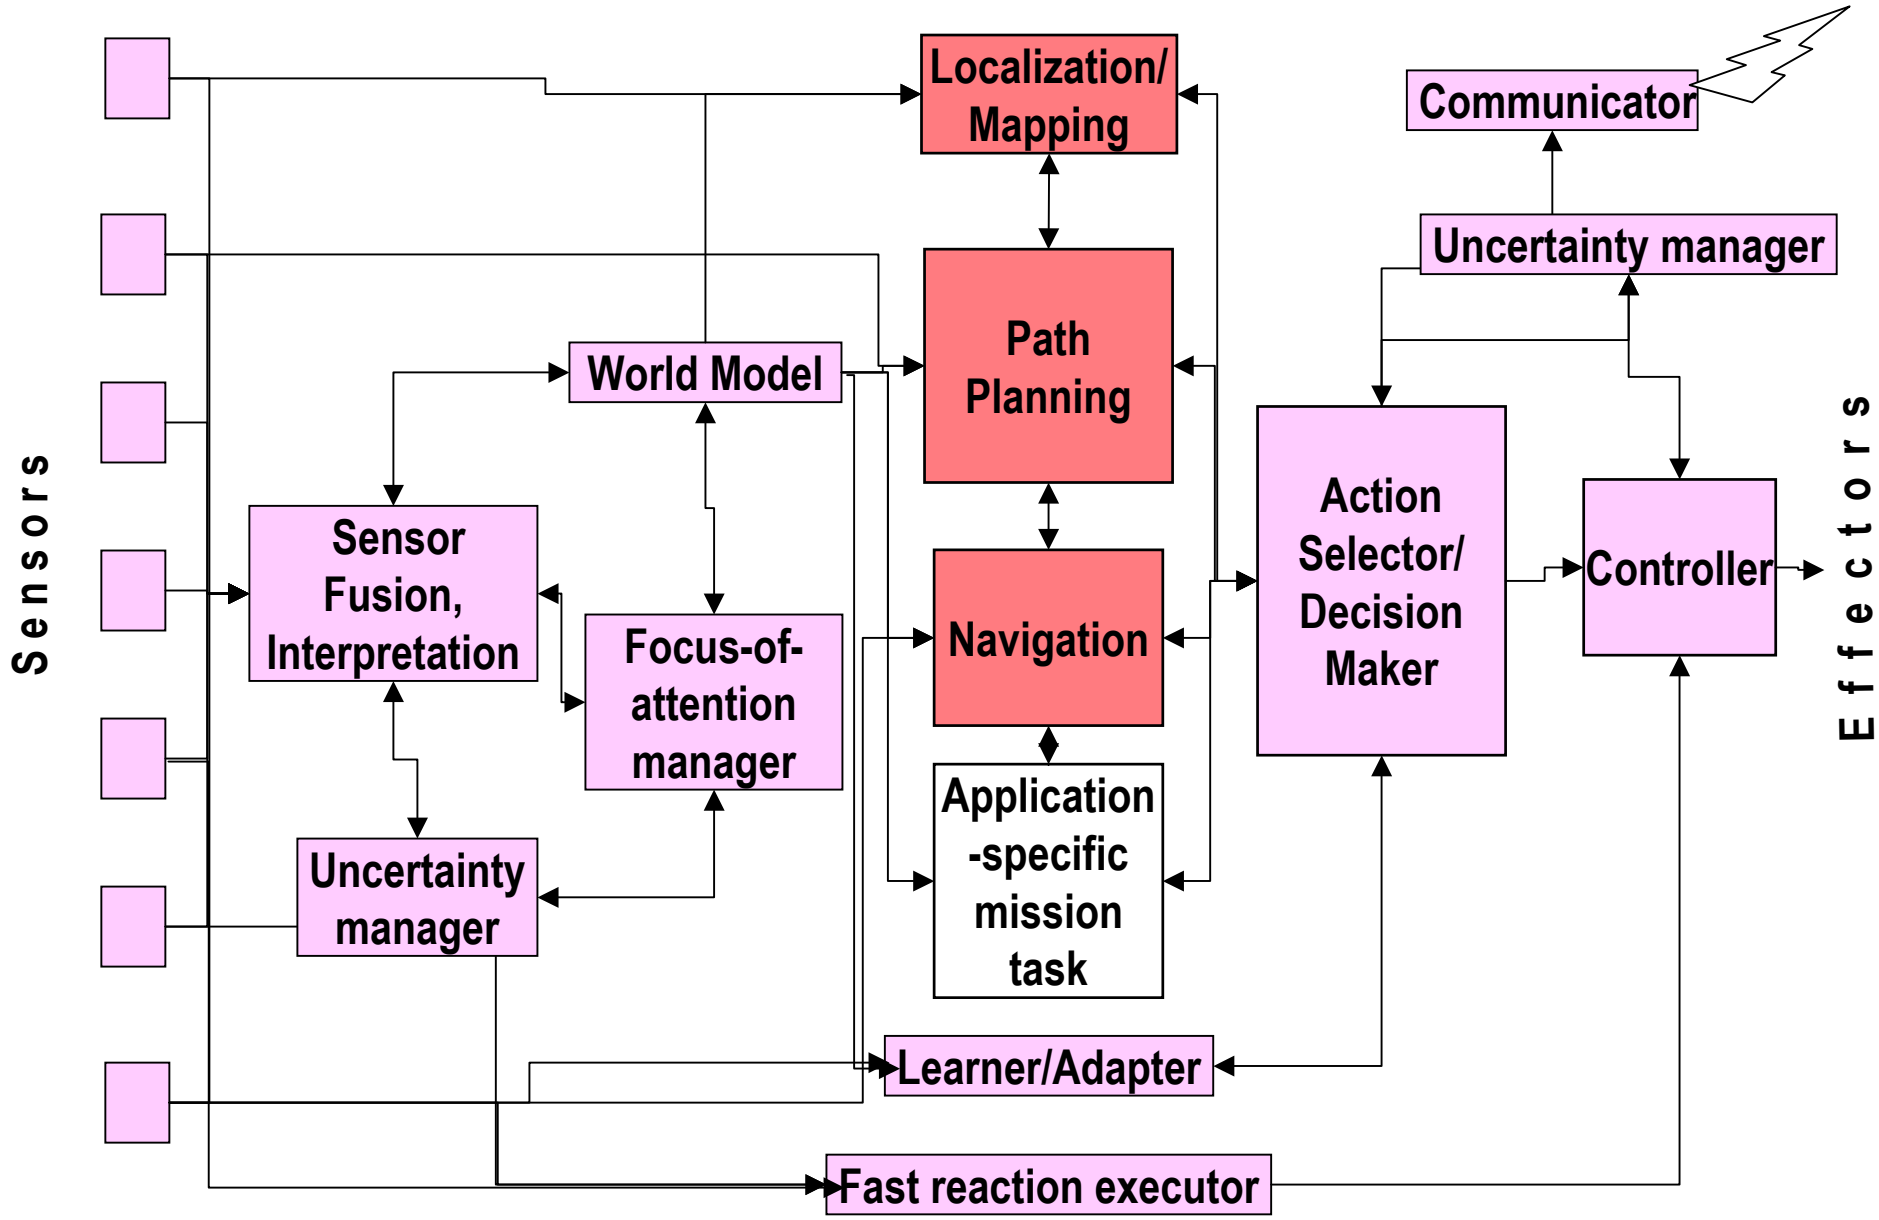 Localization/
Mapping
Communicator
Uncertainty manager
Path
Planning
World Model
Sensors
Effectors
Sensor
Fusion,
Interpretation
Action
Selector/
Decision
Maker
Controller
Focus-of-
attention
manager
Navigation
Application
-specific
mission
task
Uncertainty
manager
Learner/Adapter
Fast reaction executor